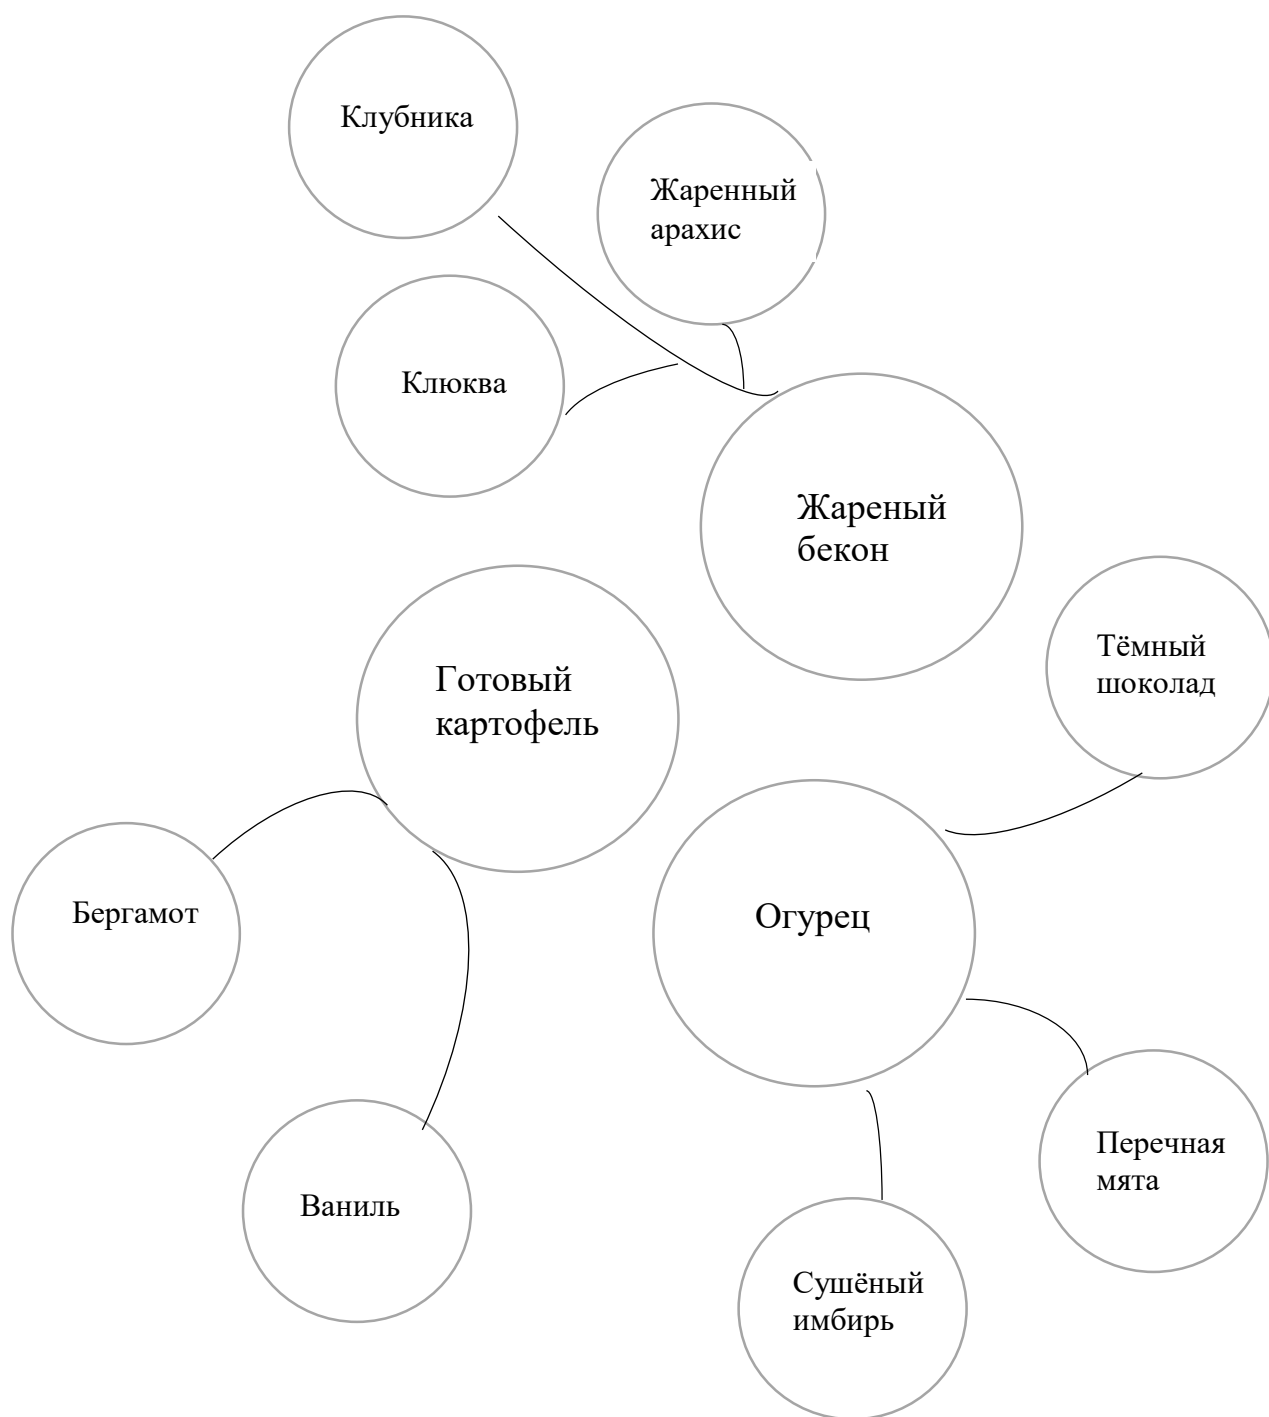 Клубника
Жаренный
арахис
Клюква
Жареный
бекон
Тёмный
шоколад
Готовый
картофель
Бергамот
Огурец
Перечная
мята
Ваниль
Сушёный
имбирь